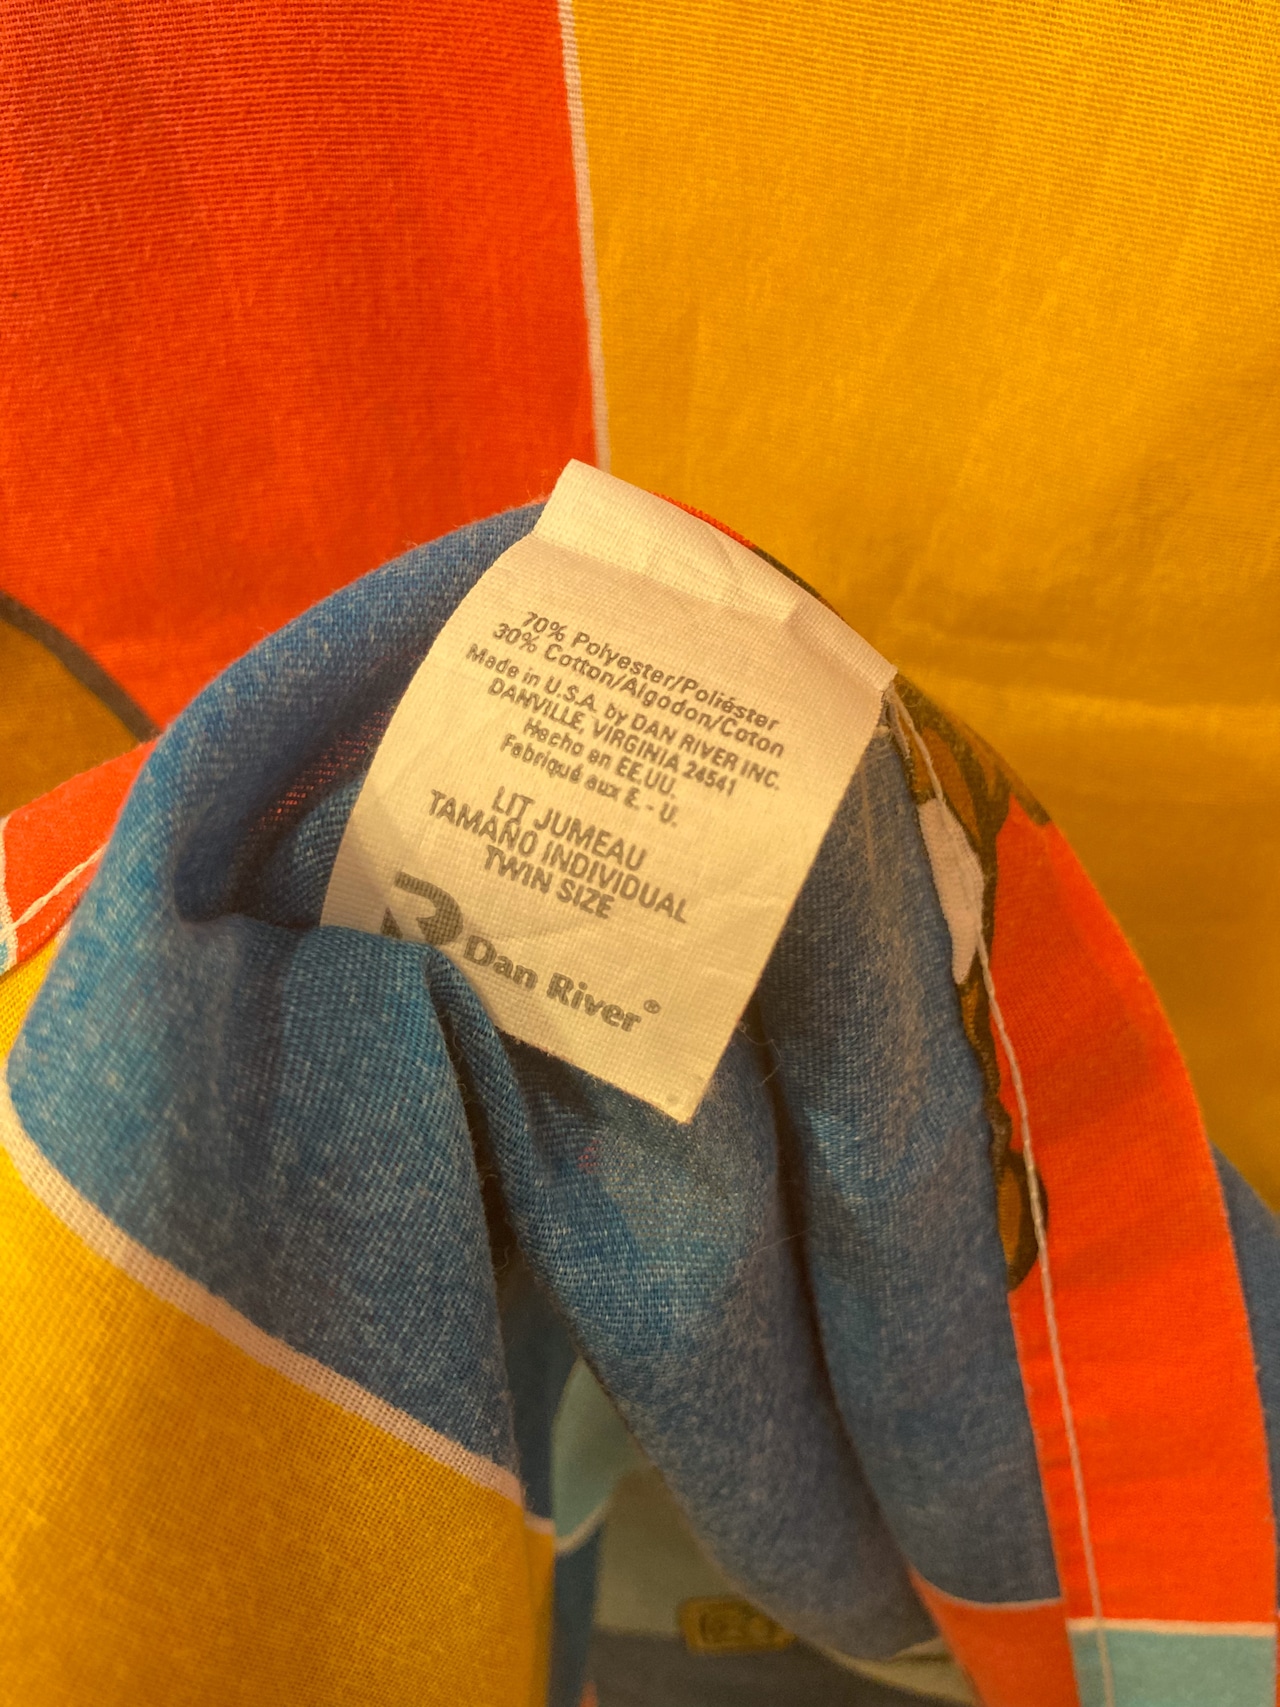 70% Polyester/Poliéster
30% Cotton/Algodon/Coton
Made in U.S.A. by DAN RIVER INC.
DANVILLE, VIRGINIA 24541
Hecho en EE.UU.
Fabriqué aux É. - U.
LIT JUMEAU
TAMAÑO INDIVIDUAL
TWIN SIZE
Dan River®